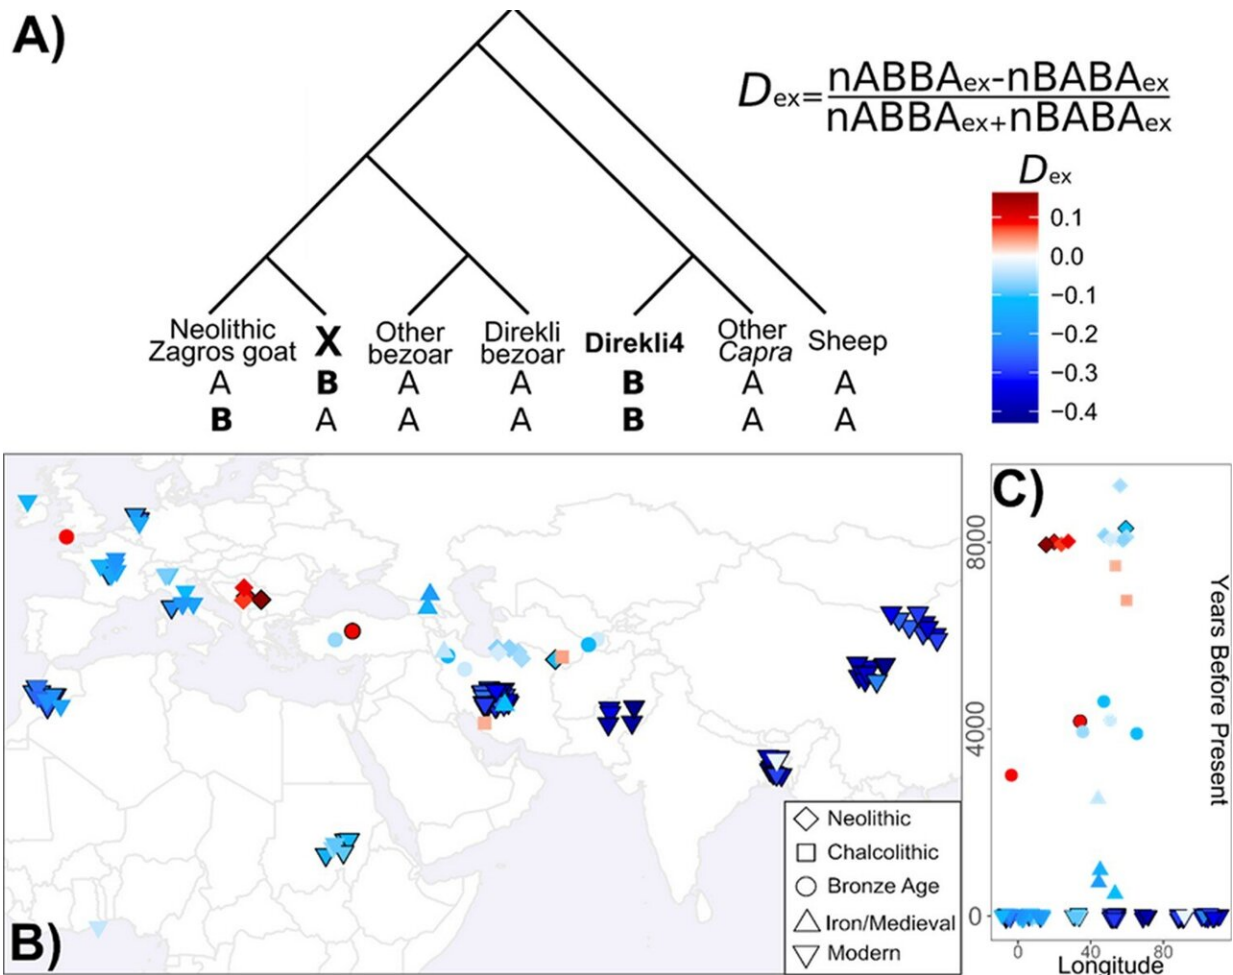 A)
Dex=
nABBAex-nBABAex
nABBAex+nBABAex
Dex
0.1
0.0
−0.1
−0.2
−0.3
−0.4
Neolithic
Zagros goat
X
Other
bezoar
Direkli
bezoar
Direkli4
Other
Capra
Sheep
A B A A B A A
B A A A B A A
B)
Neolithic
Chalcolithic
Bronze Age
Iron/Medieval
Modern
C)
8000
4000
0
Years Before Present
0 40 80
Longitude